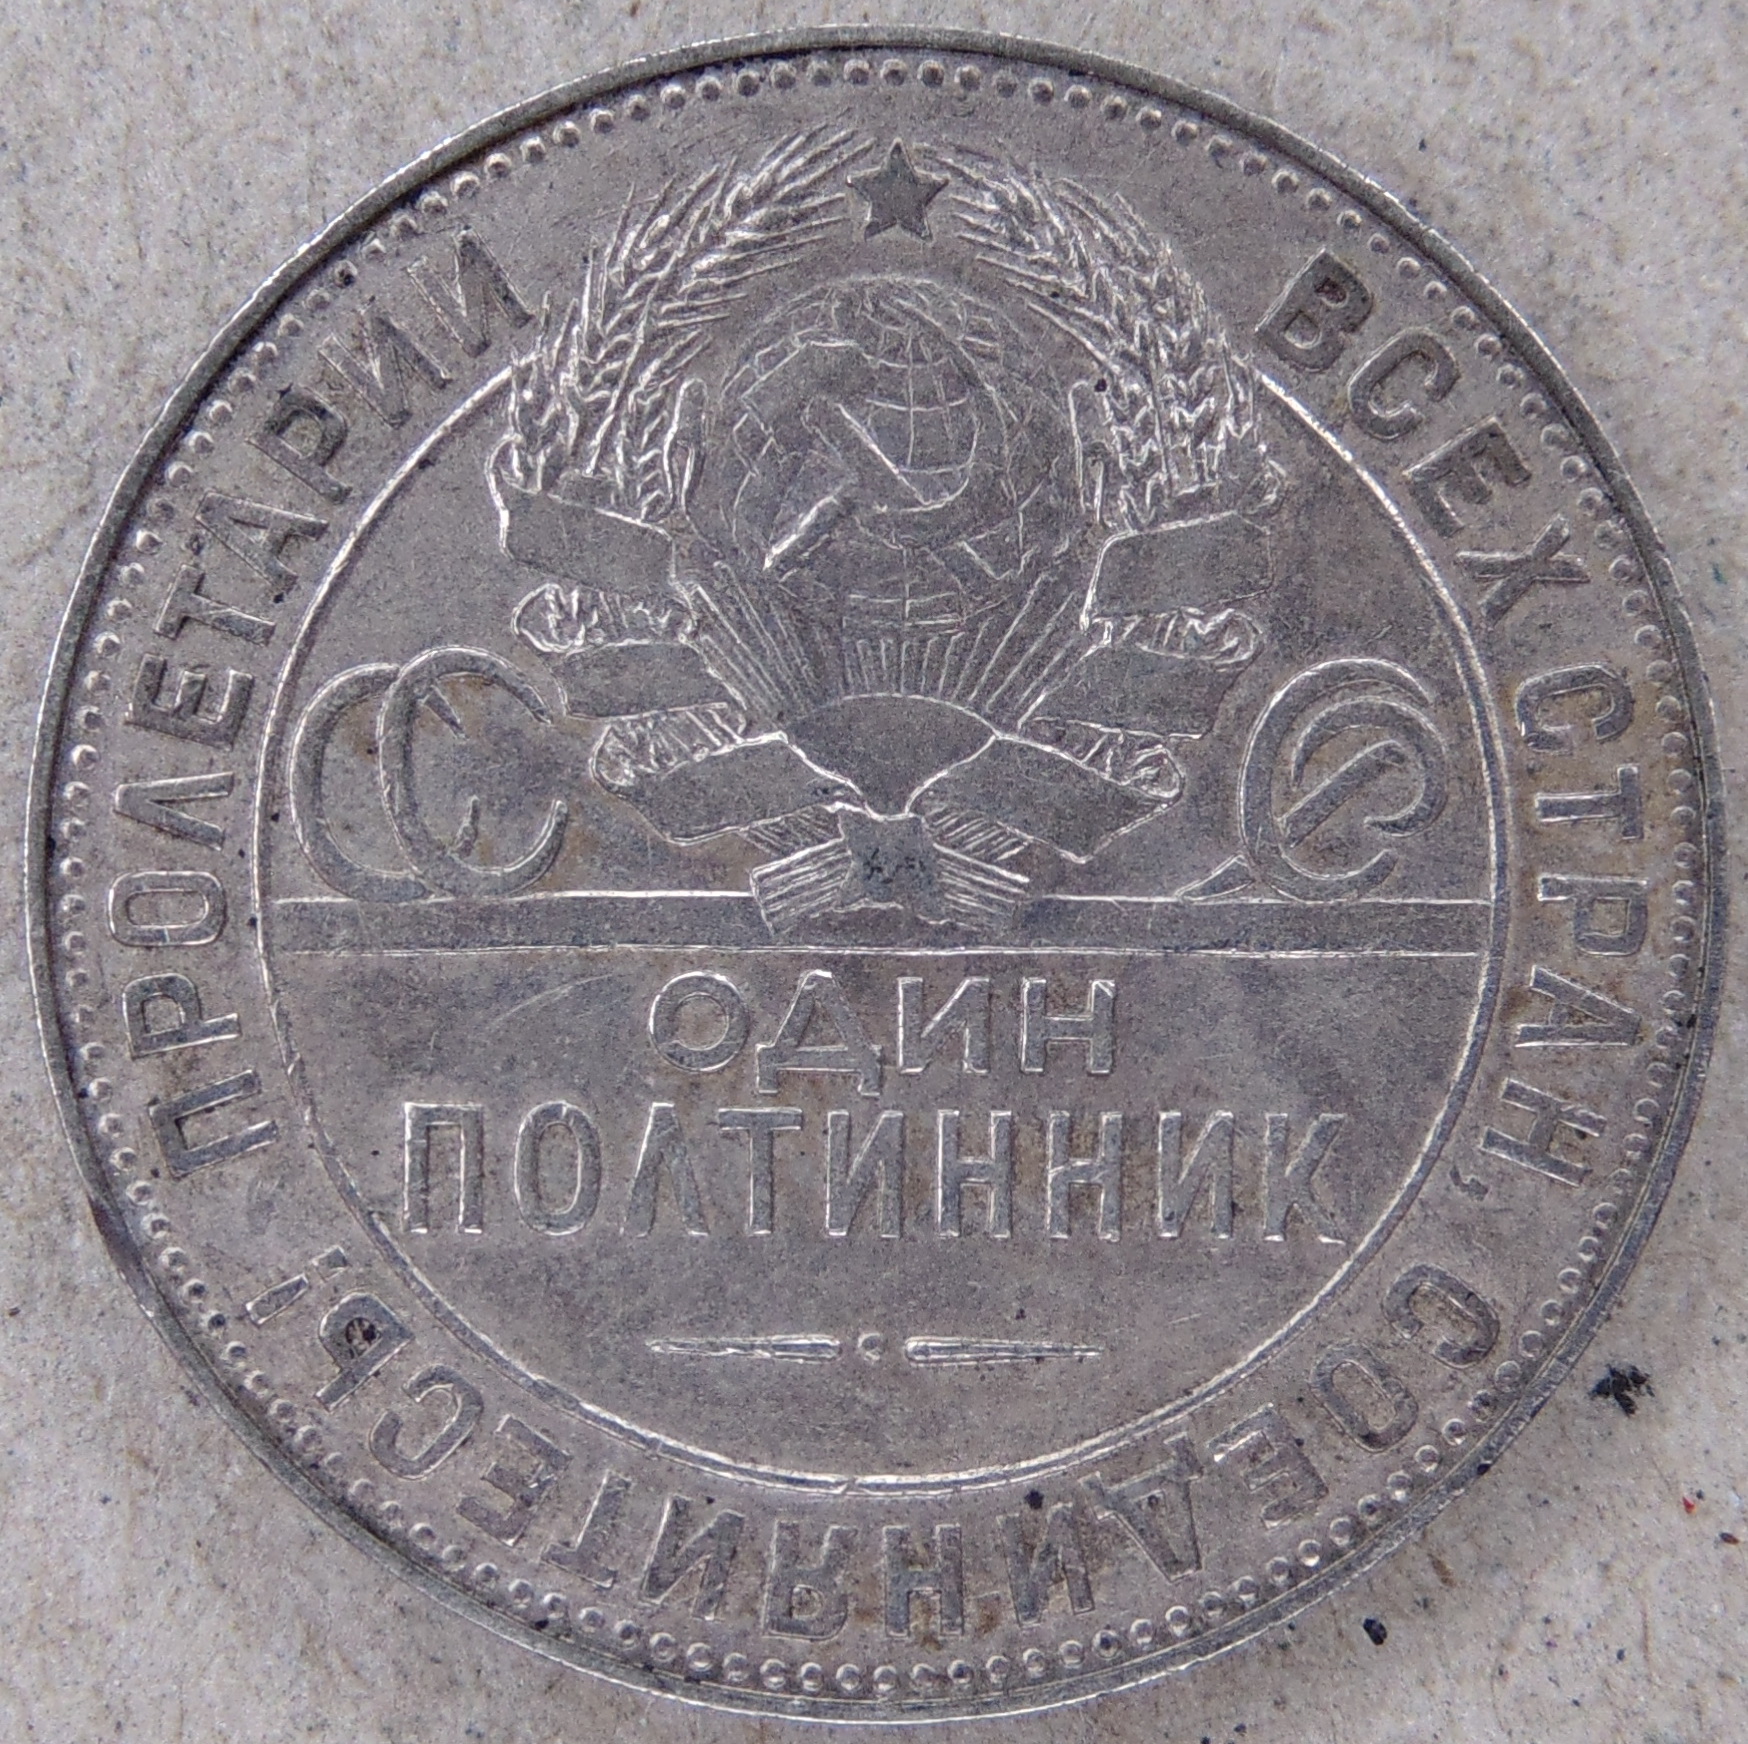 ПРОЛЕТАРИИ ВСЕХ СТРАН, СОЕДИНЯЙТЕСЬ!
СССР
ОДИН
ПОЛТИННИК